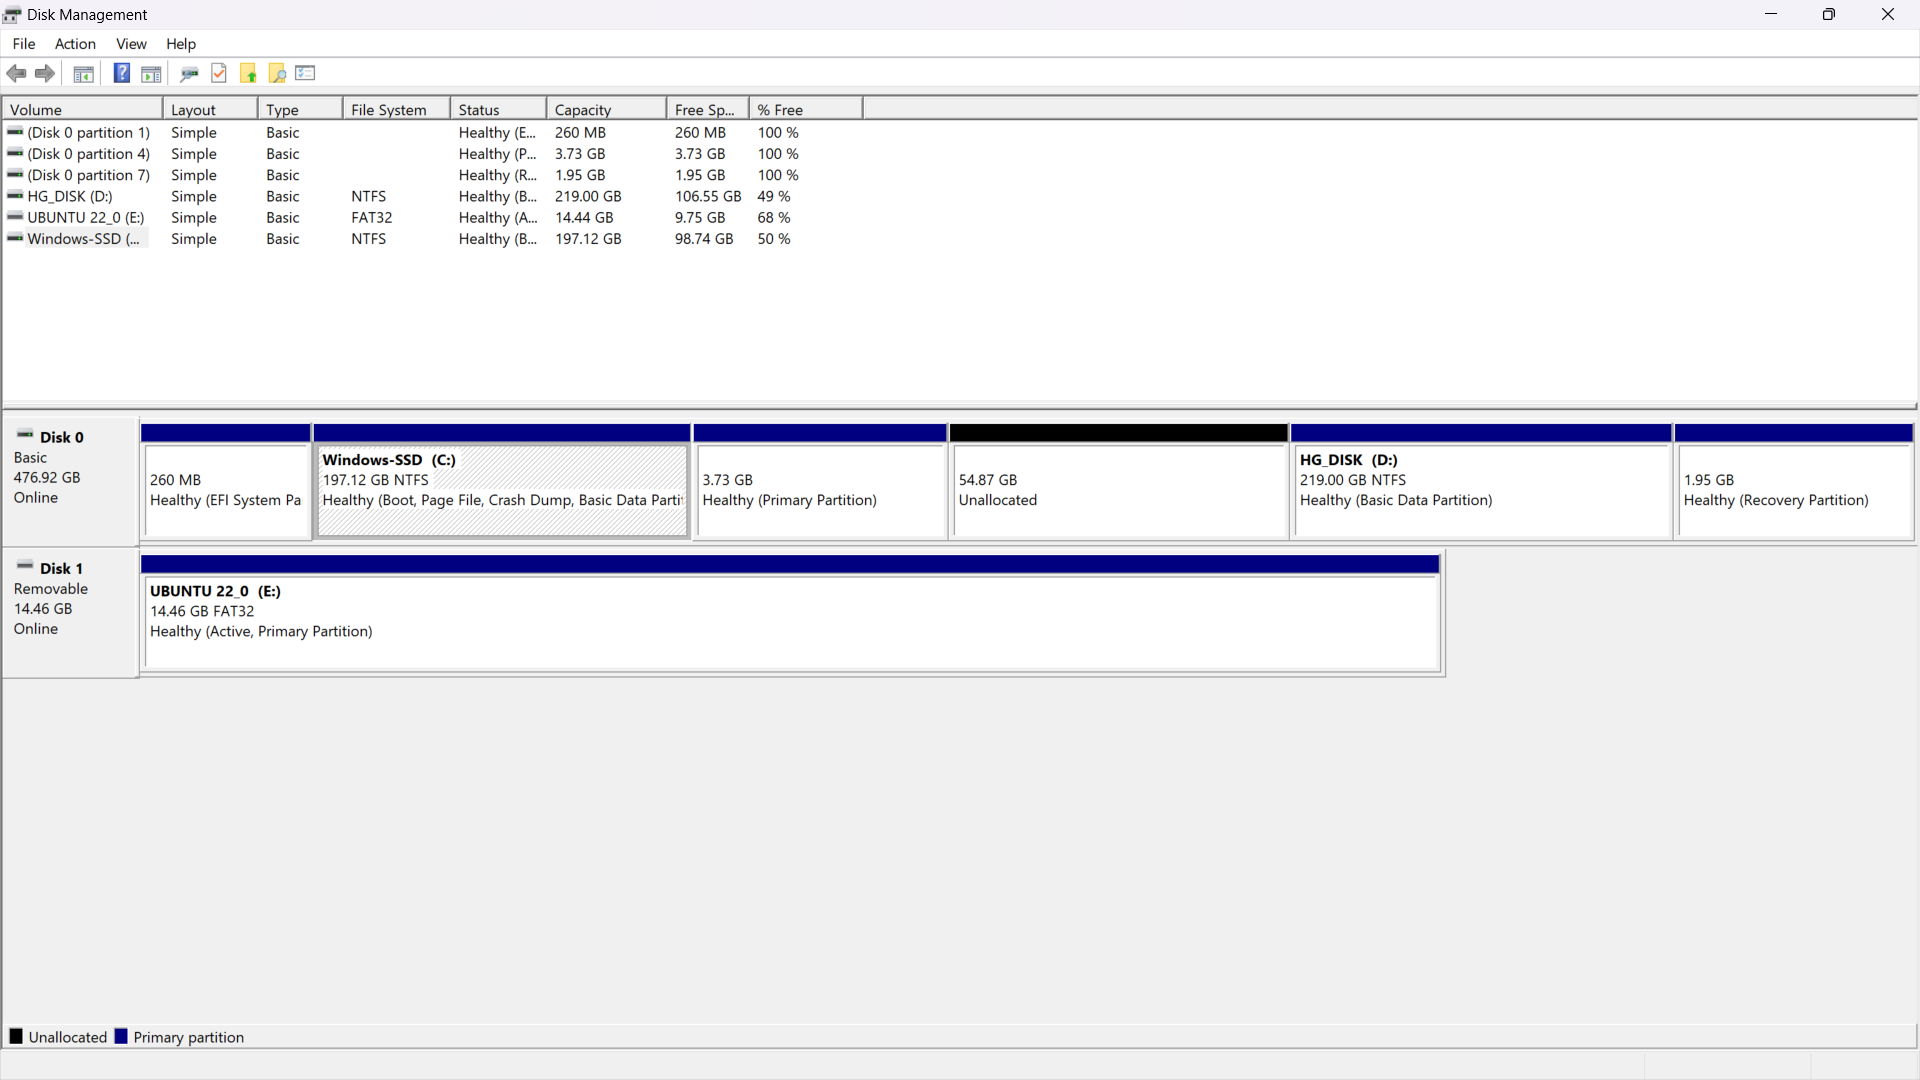 Disk Management
File Action View Help
Volume Layout Type File System Status Capacity Free Sp... % Free
(Disk 0 partition 1) Simple Basic Healthy (E... 260 MB 260 MB 100 %
(Disk 0 partition 4) Simple Basic Healthy (P... 3.73 GB 3.73 GB 100 %
(Disk 0 partition 7) Simple Basic Healthy (R... 1.95 GB 1.95 GB 100 %
HG_DISK (D:) Simple Basic NTFS Healthy (B... 219.00 GB 106.55 GB 49 %
UBUNTU 22_0 (E:) Simple Basic FAT32 Healthy (A... 14.44 GB 9.75 GB 68 %
Windows-SSD (... Simple Basic NTFS Healthy (B... 197.12 GB 98.74 GB 50 %
Disk 0
Basic
476.92 GB
Online
260 MB
Healthy (EFI System Pa
Windows-SSD (C:)
197.12 GB NTFS
Healthy (Boot, Page File, Crash Dump, Basic Data Parti
3.73 GB
Healthy (Primary Partition)
54.87 GB
Unallocated
HG_DISK (D:)
219.00 GB NTFS
Healthy (Basic Data Partition)
1.95 GB
Healthy (Recovery Partition)
Disk 1
Removable
14.46 GB
Online
UBUNTU 22_0 (E:)
14.46 GB FAT32
Healthy (Active, Primary Partition)
Unallocated Primary partition